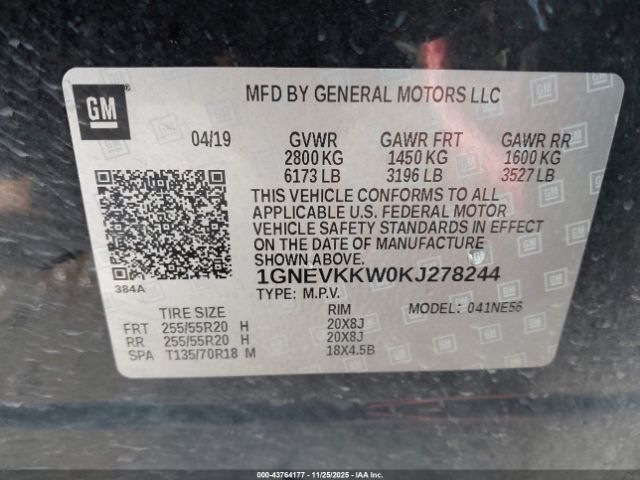 GM
MFD BY GENERAL MOTORS LLC
04/19 GVWR GAWR FRT GAWR RR
2800 KG 1450 KG 1600 KG
6173 LB 3196 LB 3527 LB
THIS VEHICLE CONFORMS TO ALL
APPLICABLE U.S. FEDERAL MOTOR
VEHICLE SAFETY STANDARDS IN EFFECT
ON THE DATE OF MANUFACTURE
SHOWN ABOVE.
1GNEVKKW0KJ278244
384A TYPE: M.P.V. MODEL: 041NE56
TIRE SIZE RIM
FRT 255/55R20 H 20X8J
RR 255/55R20 H 20X8J
SPA T135/70R18 M 18X4.5B
000-43764177 - 11/25/2025 - IAAI.COM